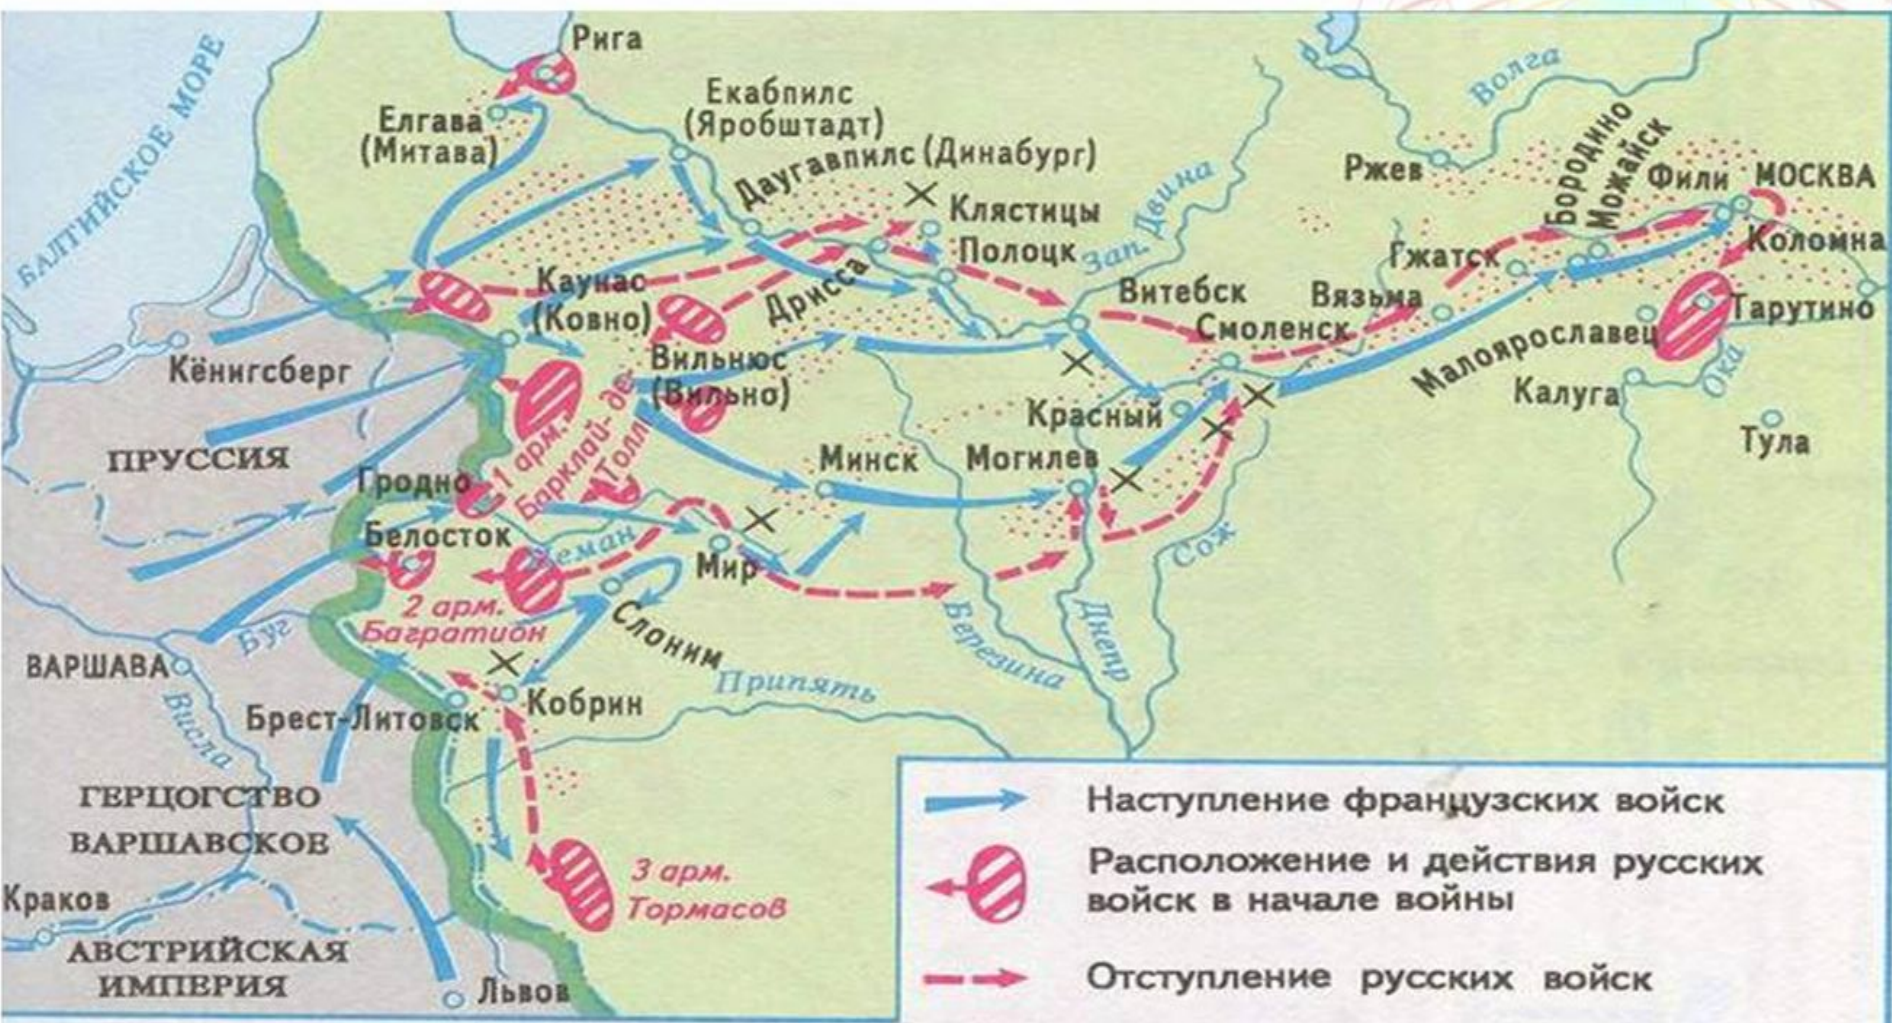 Рига
БАЛТИЙСКОЕ МОРЕ
Елгава
(Митава)
Екабпилс
(Яробштадт)
Даугавпилс (Динабург)
Клястицы
Полоцк
Зап. Двина
Волга
Ржев
Бородино
Можайск
Фили
МОСКВА
Коломна
Гжатск
Каунас
(Ковно)
Дрисса
Витебск
Вязьма
Тарутино
Смоленск
Малоярославец
Кёнигсберг
Вильнюс
(Вильно)
Калуга
Ока
Красный
Тула
ПРУССИЯ
1 арм.
Барклай-де-
Толли
Гродно
Минск
Могилев
Белосток
Неман
Мир
Сож
2 арм.
Багратион
Слоним
Буг
Березина
Днепр
ВАРШАВА
Висла
Припять
Брест-Литовск
Кобрин
ГЕРЦОГСТВО
ВАРШАВСКОЕ
3 арм.
Тормасов
Краков
АВСТРИЙСКАЯ
ИМПЕРИЯ
Львов
Наступление французских войск
Расположение и действия русских
войск в начале войны
Отступление русских войск